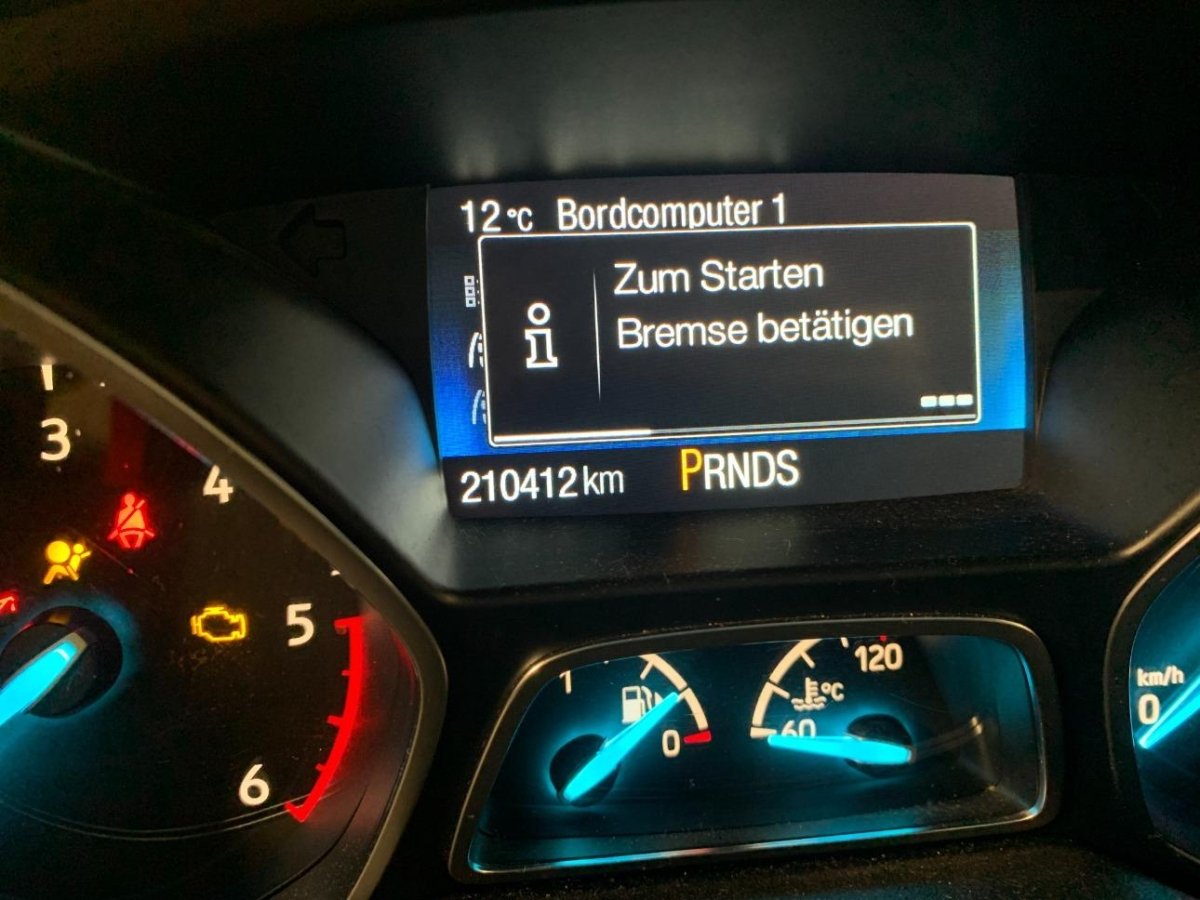 12 °C Bordcomputer 1
Zum Starten
Bremse betätigen
210412 km PRNDS
3
4
5
6
1
0
120
°C
60
km/h
0